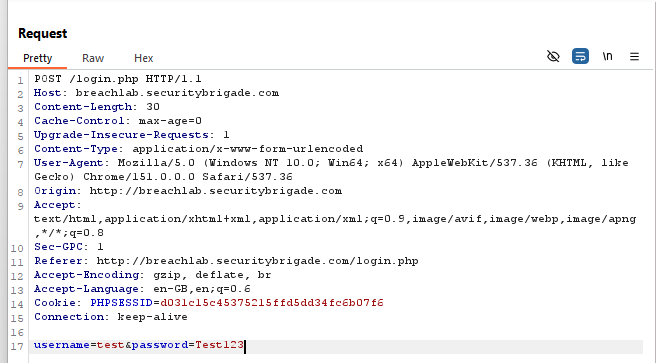 Request
Pretty Raw Hex \n
1 POST /login.php HTTP/1.1
2 Host: breachlab.securitybrigade.com
3 Content-Length: 30
4 Cache-Control: max-age=0
5 Upgrade-Insecure-Requests: 1
6 Content-Type: application/x-www-form-urlencoded
7 User-Agent: Mozilla/5.0 (Windows NT 10.0; Win64; x64) AppleWebKit/537.36 (KHTML, like
Gecko) Chrome/151.0.0.0 Safari/537.36
8 Origin: http://breachlab.securitybrigade.com
9 Accept:
text/html,application/xhtml+xml,application/xml;q=0.9,image/avif,image/webp,image/apng
,*/*;q=0.8
10 Sec-GPC: 1
11 Referer: http://breachlab.securitybrigade.com/login.php
12 Accept-Encoding: gzip, deflate, br
13 Accept-Language: en-GB,en;q=0.6
14 Cookie: PHPSESSID=d031c15c45375215ffd5dd34fc6b07f6
15 Connection: keep-alive
16
17 username=test&password=Test123